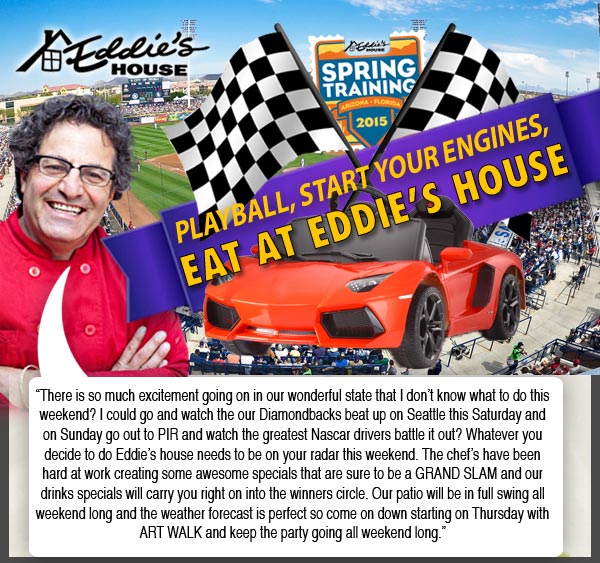 Eddie's
HOUSE
Eddie's
HOUSE
SPRING
TRAINING
ARIZONA - FLORIDA
2015
PLAYBALL, START YOUR ENGINES,
EAT AT EDDIE'S HOUSE
“There is so much excitement going on in our wonderful state that I don’t know what to do this
weekend? I could go and watch the our Diamondbacks beat up on Seattle this Saturday and
on Sunday go out to PIR and watch the greatest Nascar drivers battle it out? Whatever you
decide to do Eddie’s house needs to be on your radar this weekend. The chef’s have been
hard at work creating some awesome specials that are sure to be a GRAND SLAM and our
drinks specials will carry you right on into the winners circle. Our patio will be in full swing all
weekend long and the weather forecast is perfect so come on down starting on Thursday with
ART WALK and keep the party going all weekend long.”